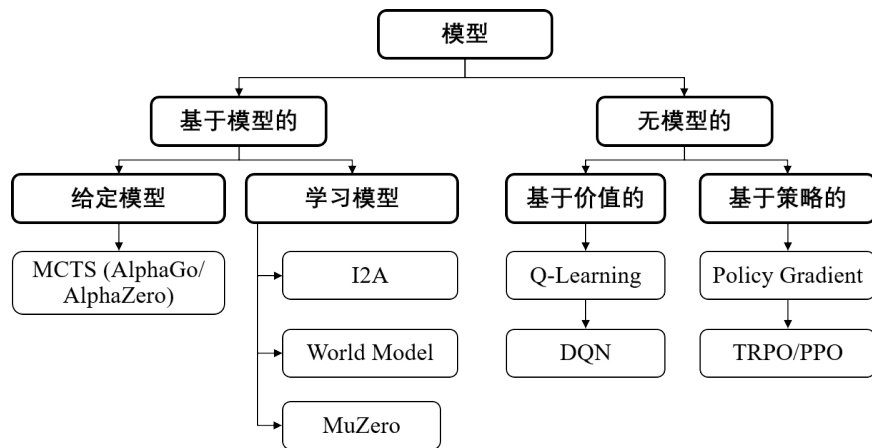 模型
基于模型的
无模型的
给定模型
学习模型
基于价值的
基于策略的
MCTS (AlphaGo/
AlphaZero)
I2A
Q-Learning
Policy Gradient
World Model
DQN
TRPO/PPO
MuZero